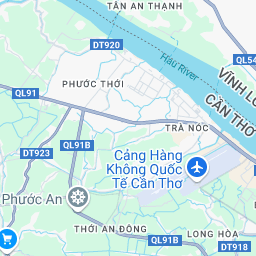 TÂN AN THẠNH
DT920
Hậu River
QL54
VĨNH LO
PHƯỚC THỚI
QL91
CẦN THƠ
TRÀ NÓC
DT923
QL91B
Cảng Hàng
Không Quốc
Tế Cần Thơ
Phước An
THỚI AN ĐÔNG
QL91B
LONG HÒA
DT918